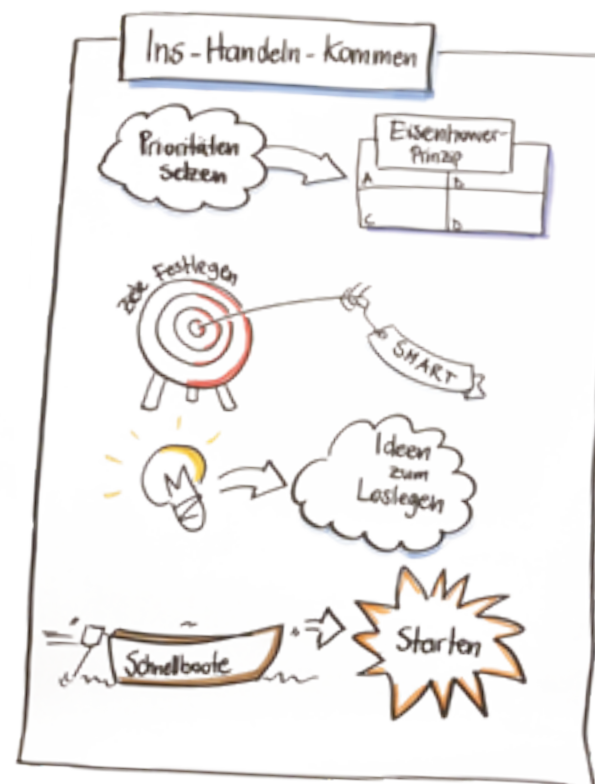 Ins-Handeln-Kommen
Prioritäten
setzen
Eisenhower-
Prinzip
A
B
C
D
Ziele Festlegen
SMART
Ideen
zum
Loslegen
Schnellboote
Starten